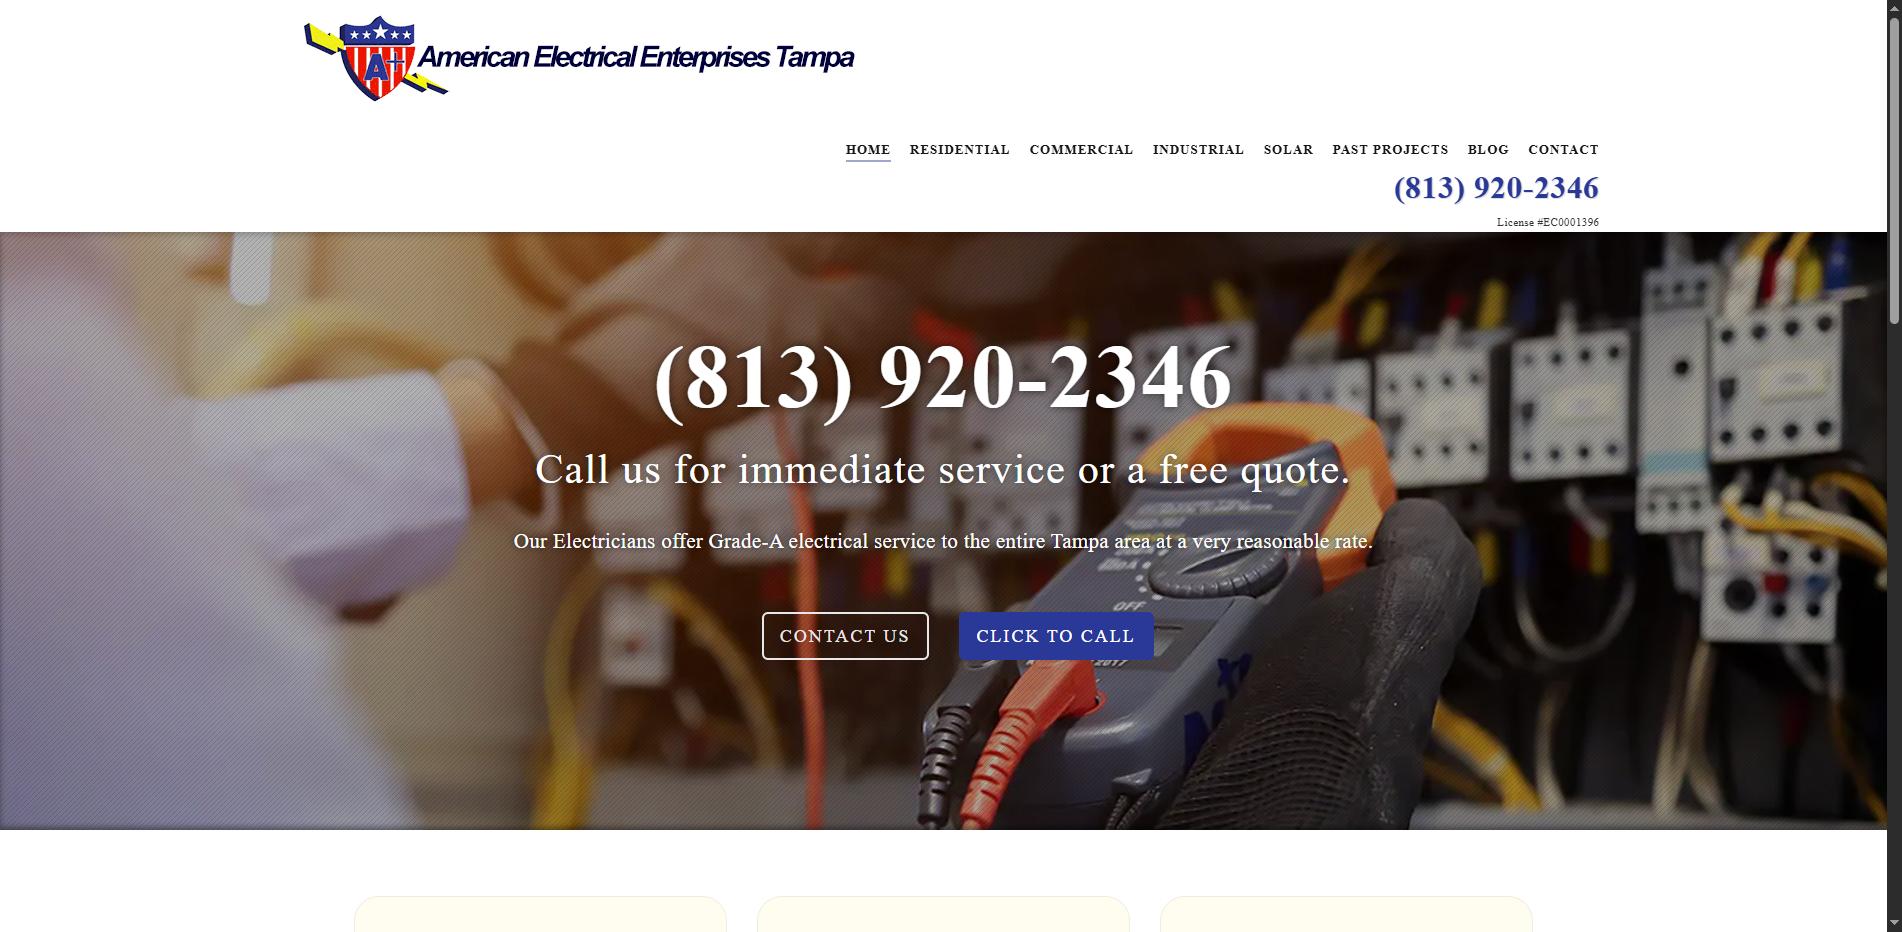 A+
American Electrical Enterprises Tampa
HOME RESIDENTIAL COMMERCIAL INDUSTRIAL SOLAR PAST PROJECTS BLOG CONTACT
(813) 920-2346
License #EC0001396
(813) 920-2346
Call us for immediate service or a free quote.
Our Electricians offer Grade-A electrical service to the entire Tampa area at a very reasonable rate.
OFF
CONTACT US
CLICK TO CALL
2017